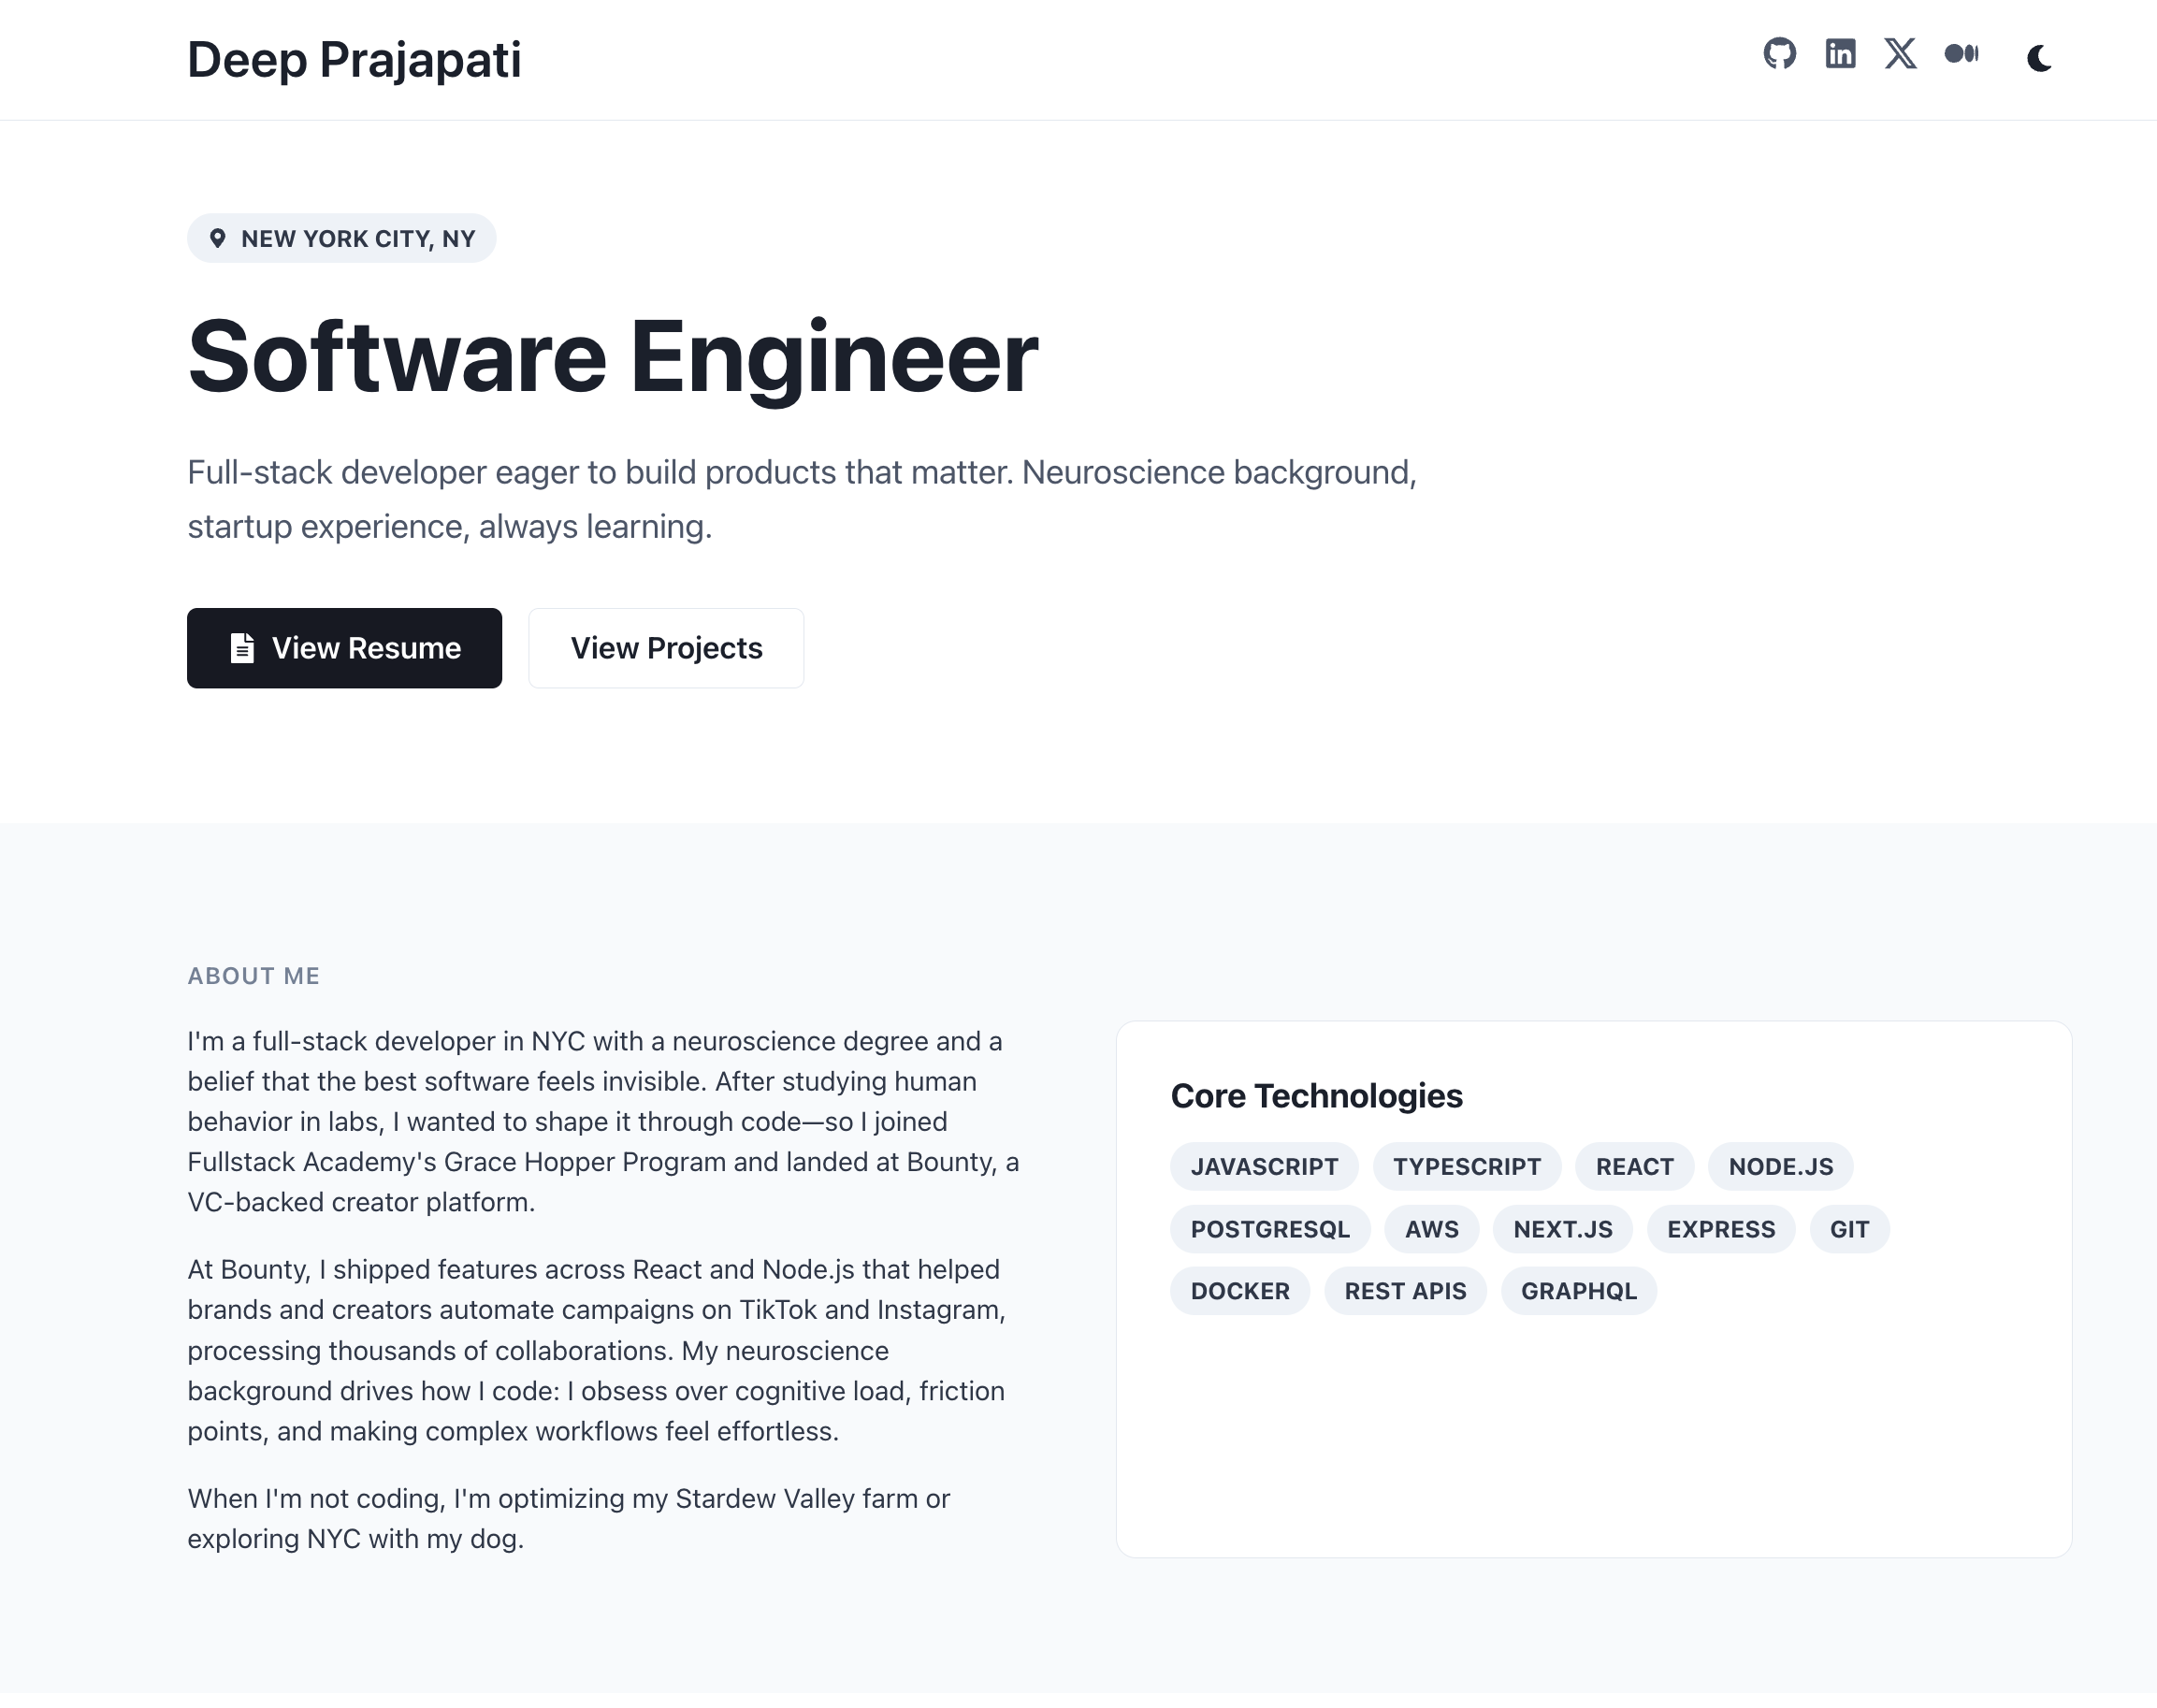 Deep Prajapati
NEW YORK CITY, NY
Software Engineer
Full-stack developer eager to build products that matter. Neuroscience background,
startup experience, always learning.
View Resume
View Projects
ABOUT ME
I'm a full-stack developer in NYC with a neuroscience degree and a
belief that the best software feels invisible. After studying human
behavior in labs, I wanted to shape it through code—so I joined
Fullstack Academy's Grace Hopper Program and landed at Bounty, a
VC-backed creator platform.
At Bounty, I shipped features across React and Node.js that helped
brands and creators automate campaigns on TikTok and Instagram,
processing thousands of collaborations. My neuroscience
background drives how I code: I obsess over cognitive load, friction
points, and making complex workflows feel effortless.
When I'm not coding, I'm optimizing my Stardew Valley farm or
exploring NYC with my dog.
Core Technologies
JAVASCRIPT TYPESCRIPT REACT NODE.JS
POSTGRESQL AWS NEXT.JS EXPRESS GIT
DOCKER REST APIS GRAPHQL